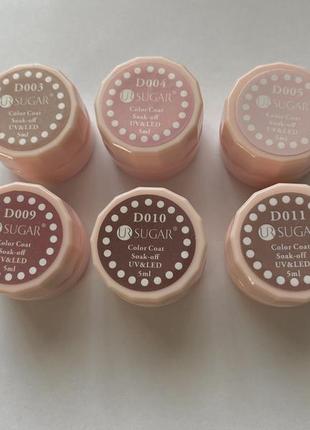 D003
UR SUGAR
Color Coat
Soak-off
UV&LED
5ml
D004
UR SUGAR
Color Coat
Soak-off
UV&LED
5ml
D005
UR SUGAR
Color Coat
Soak-off
UV&LED
5ml
D009
UR SUGAR
Color Coat
Soak-off
UV&LED
5ml
D010
UR SUGAR
Color Coat
Soak-off
UV&LED
5ml
D011
UR SUGAR
Color Coat
Soak-off
UV&LED
5ml